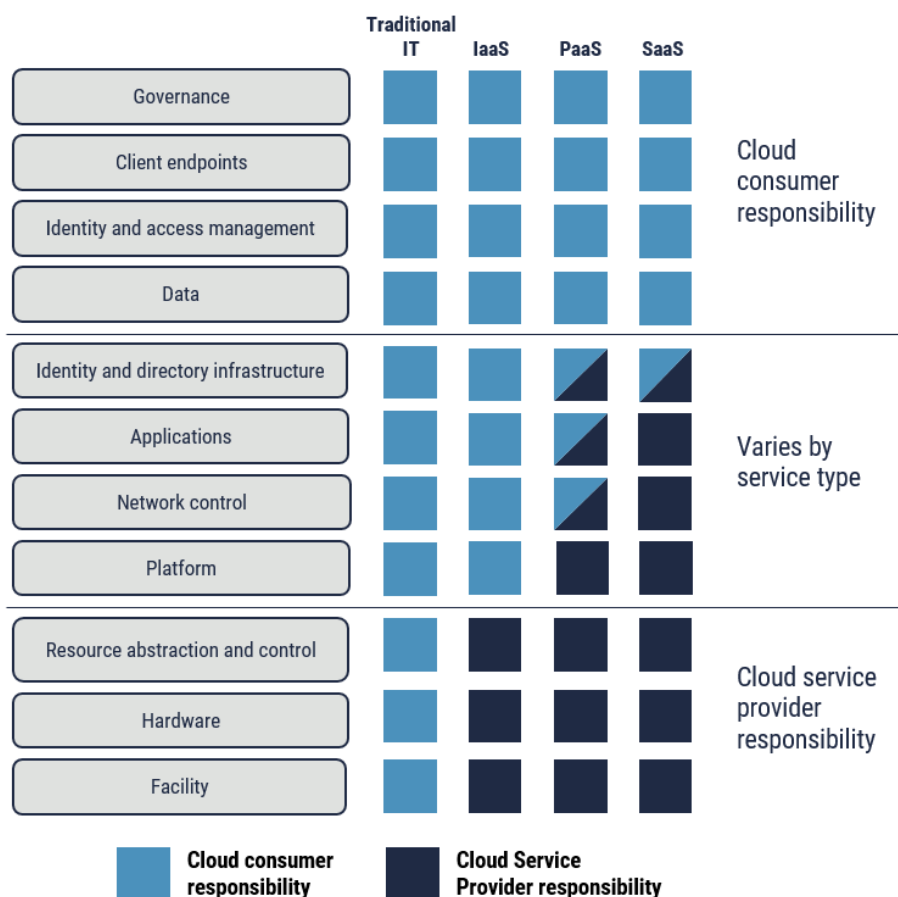 Traditional
IT IaaS PaaS SaaS
Governance
Client endpoints
Identity and access management
Data
Cloud
consumer
responsibility
Identity and directory infrastructure
Applications
Network control
Platform
Varies by
service type
Resource abstraction and control
Hardware
Facility
Cloud service
provider
responsibility
Cloud consumer
responsibility
Cloud Service
Provider responsibility